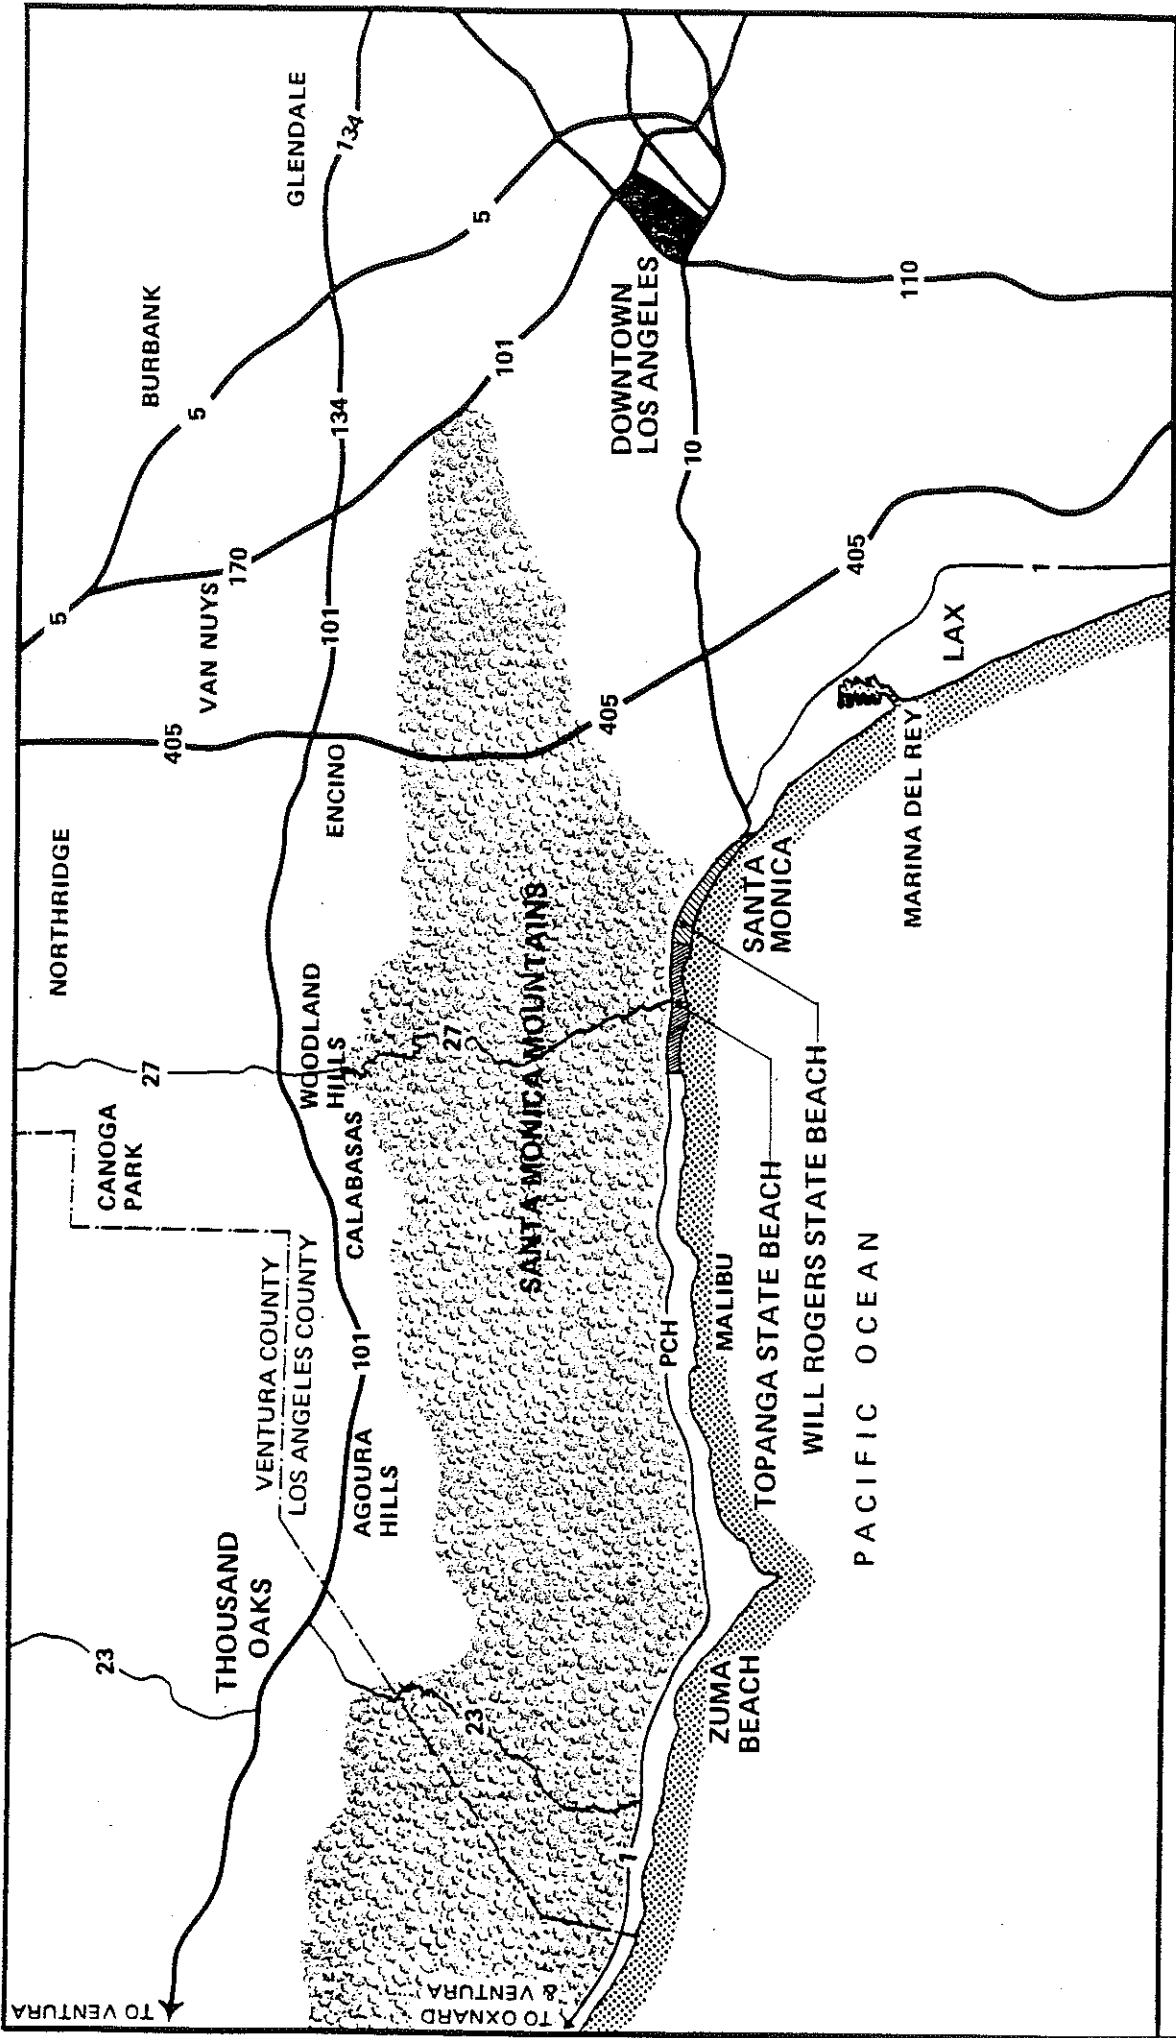 TO VENTURA
23
THOUSAND
OAKS
VENTURA COUNTY
LOS ANGELES COUNTY
CANOGA
PARK
27
NORTHRIDGE
405
5
VAN NUYS
170
BURBANK
5
GLENDALE
134
134
5
101
AGOURA
HILLS
101
CALABASAS
WOODLAND
HILLS
ENCINO
101
23
27
SANTA MONICA MOUNTAINS
405
DOWNTOWN
LOS ANGELES
10
110
405
TO OXNARD
& VENTURA
1
ZUMA
BEACH
PCH
MALIBU
TOPANGA STATE BEACH
WILL ROGERS STATE BEACH
SANTA
MONICA
MARINA DEL REY
LAX
1
PACIFIC OCEAN